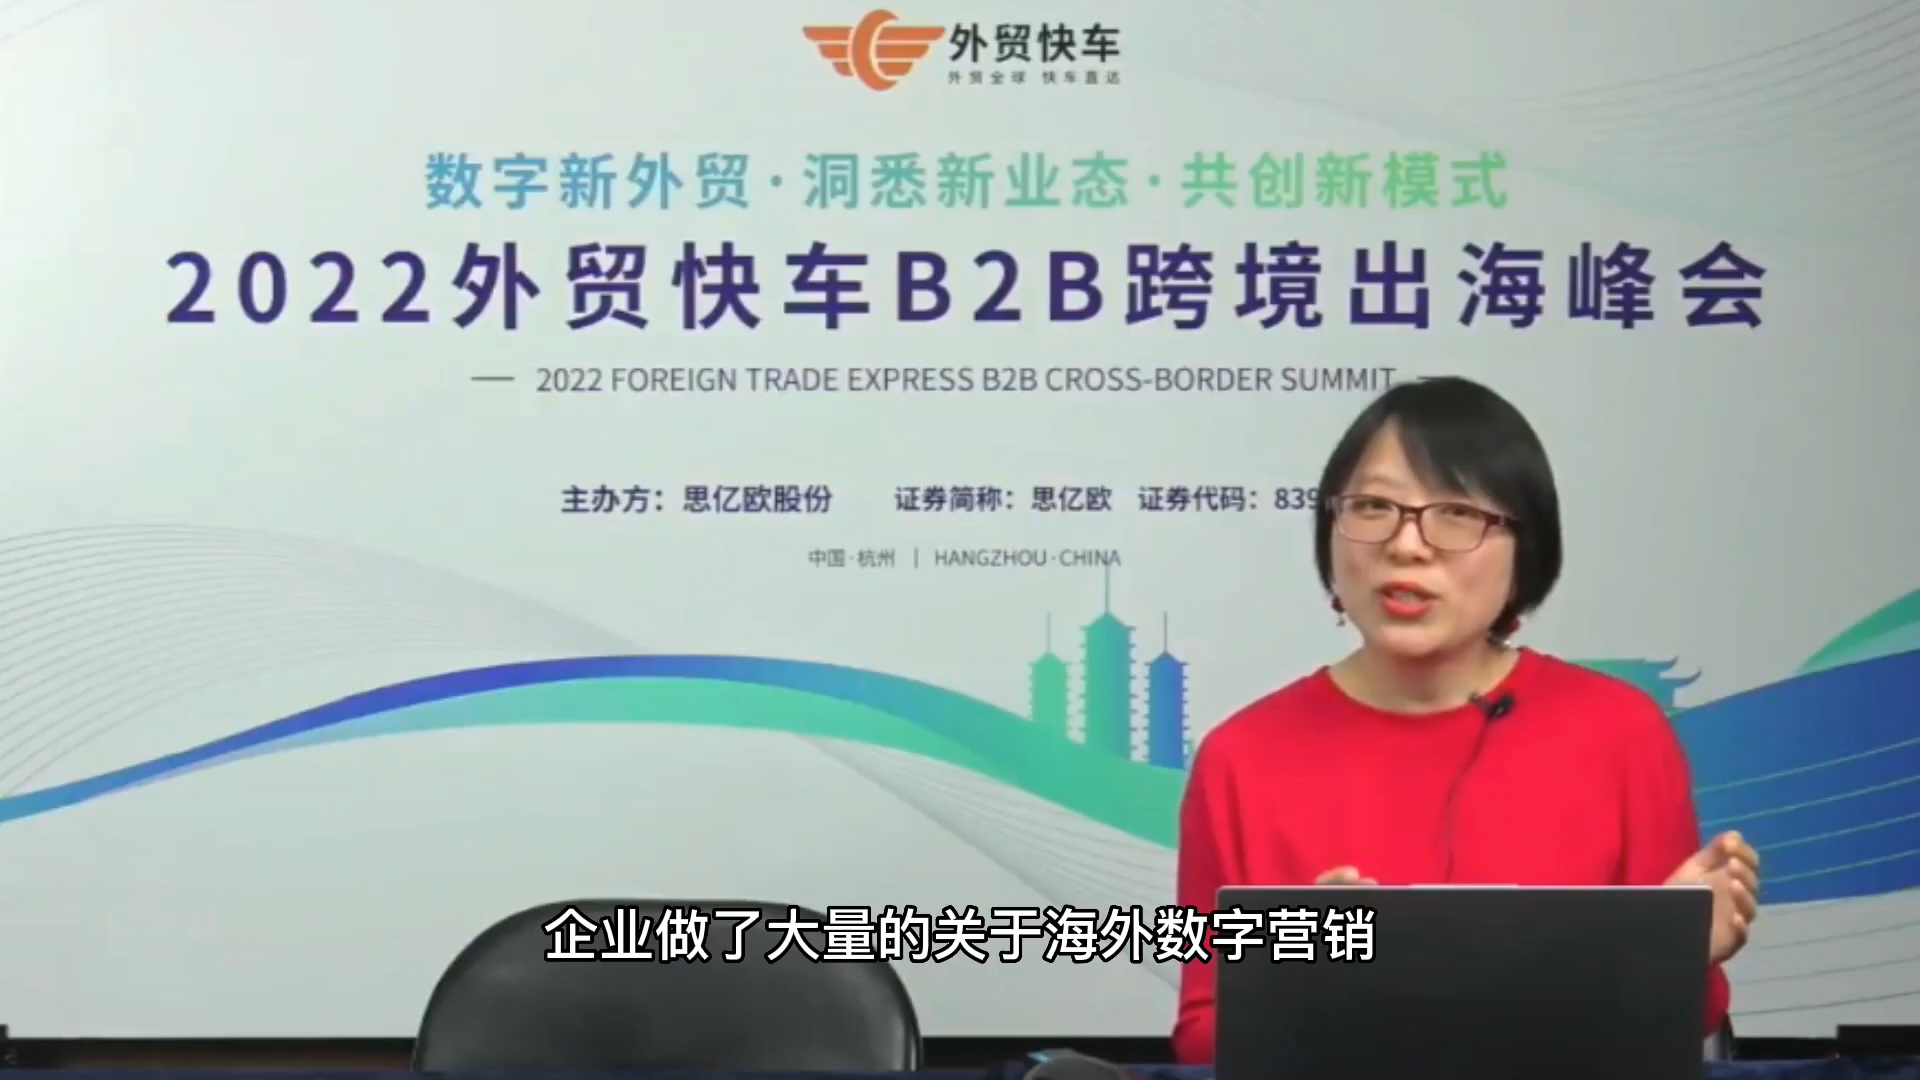 外贸快车
外贸全球 快车直达
数字新外贸·洞悉新业态·共创新模式
2022外贸快车B2B跨境出海峰会
2022 FOREIGN TRADE EXPRESS B2B CROSS-BORDER SUMMIT
主办方：思亿欧股份 证券简称：思亿欧 证券代码：839
中国·杭州 | HANGZHOU·CHINA
企业做了大量的关于海外数字营销